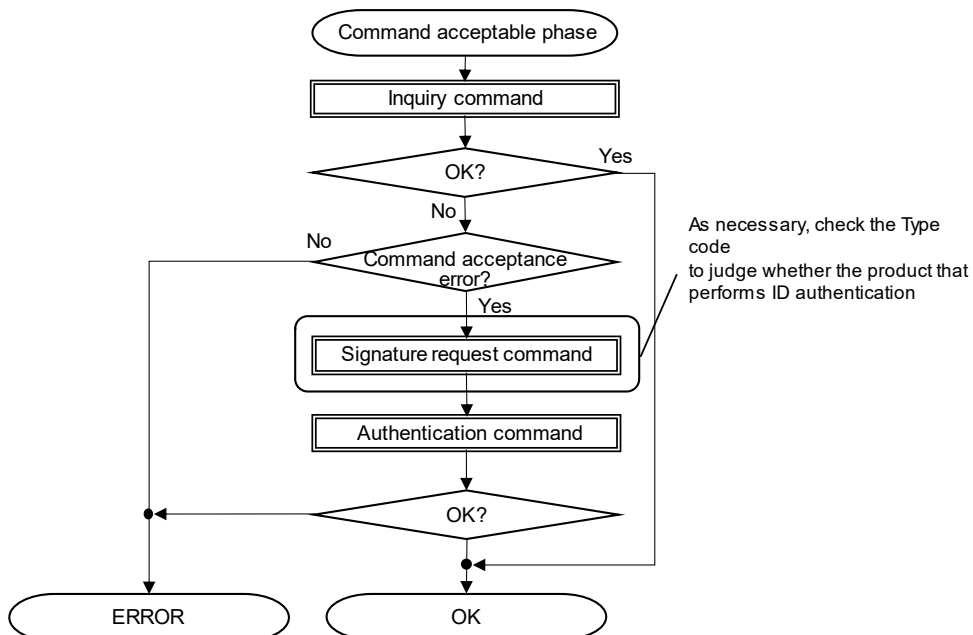 Command acceptable phase
Inquiry command
OK?
Yes
No
No
Command acceptance
error?
Yes
As necessary, check the Type
code
to judge whether the product that
performs ID authentication
Signature request command
Authentication command
OK?
ERROR
OK